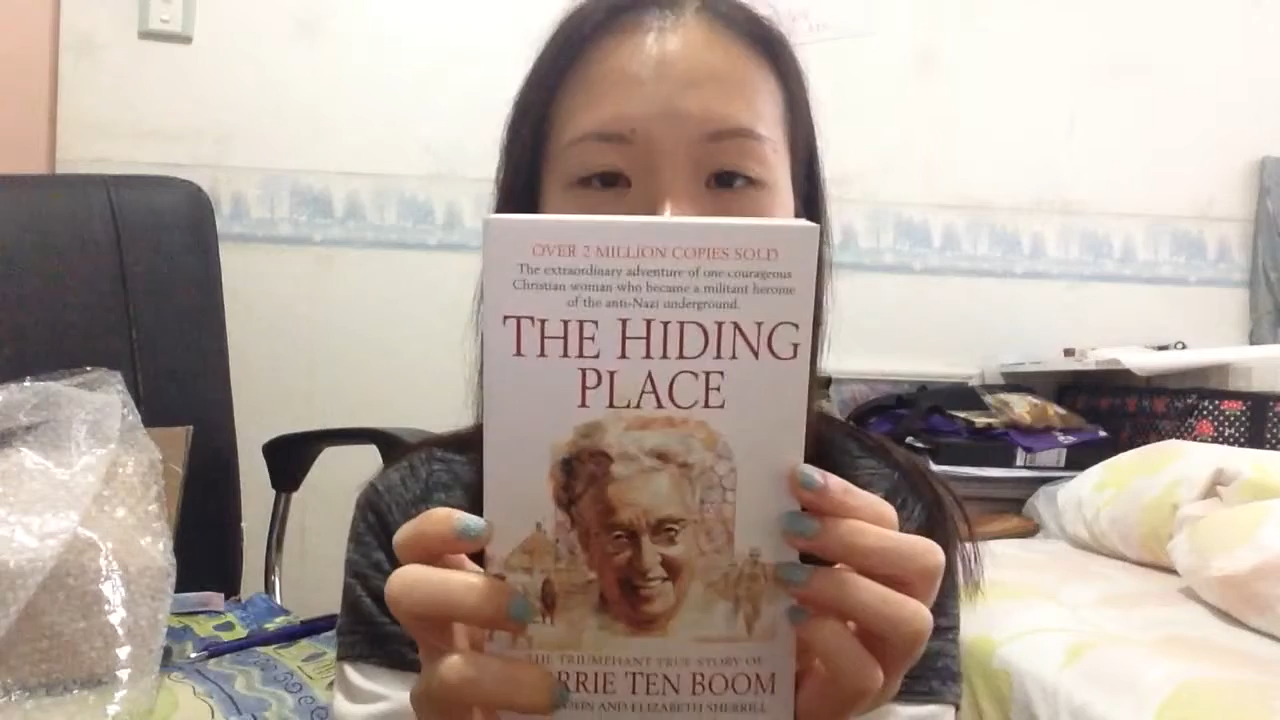 OVER 2 MILLION COPIES SOLD
The extraordinary adventure of one courageous
Christian woman who became a militant heroine
of the anti-Nazi underground.
THE HIDING
PLACE
THE TRIUMPHANT TRUE STORY OF
RRIE TEN BOOM
AND ELIZABETH SHERRILL